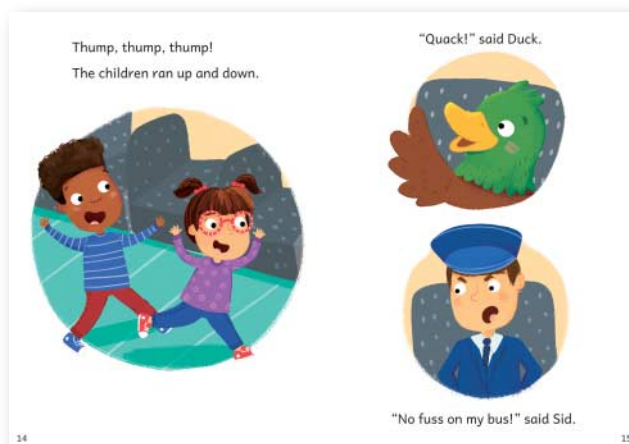 Thump, thump, thump!
The children ran up and down.
14
“Quack!” said Duck.
“No fuss on my bus!” said Sid.
15